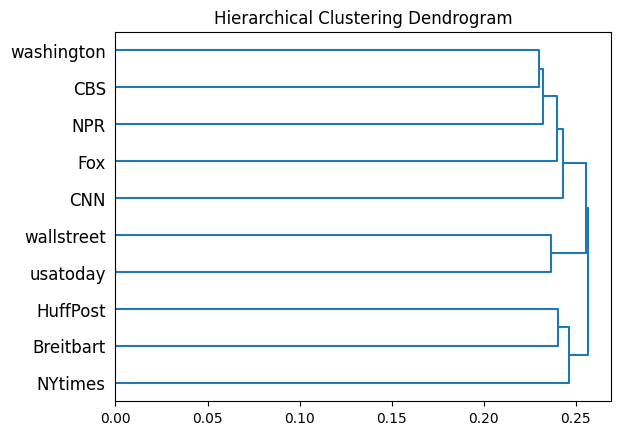 Hierarchical Clustering Dendrogram
washington
CBS
NPR
Fox
CNN
wallstreet
usatoday
HuffPost
Breitbart
NYtimes
0.00 0.05 0.10 0.15 0.20 0.25